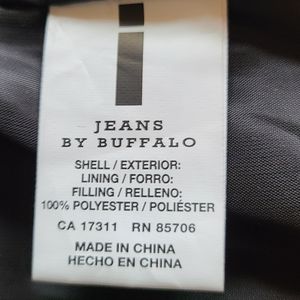 i
JEANS
BY BUFFALO
SHELL / EXTERIOR:
LINING / FORRO:
FILLING / RELLENO:
100% POLYESTER / POLIÉSTER
CA 17311 RN 85706
MADE IN CHINA
HECHO EN CHINA